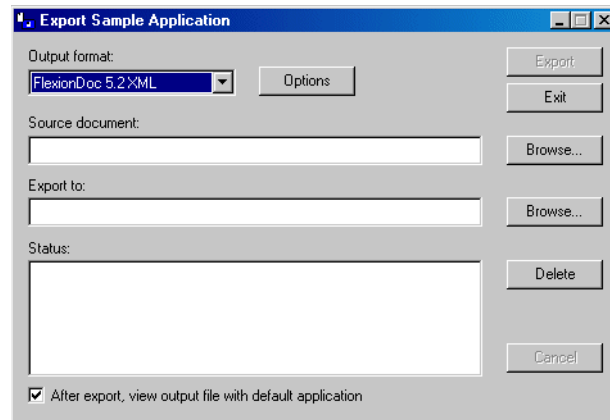 Export Sample Application
Output format:
FlexionDoc 5.2 XML
Options
Export
Exit
Source document:
Browse...
Export to:
Browse...
Status:
Delete
Cancel
After export, view output file with default application